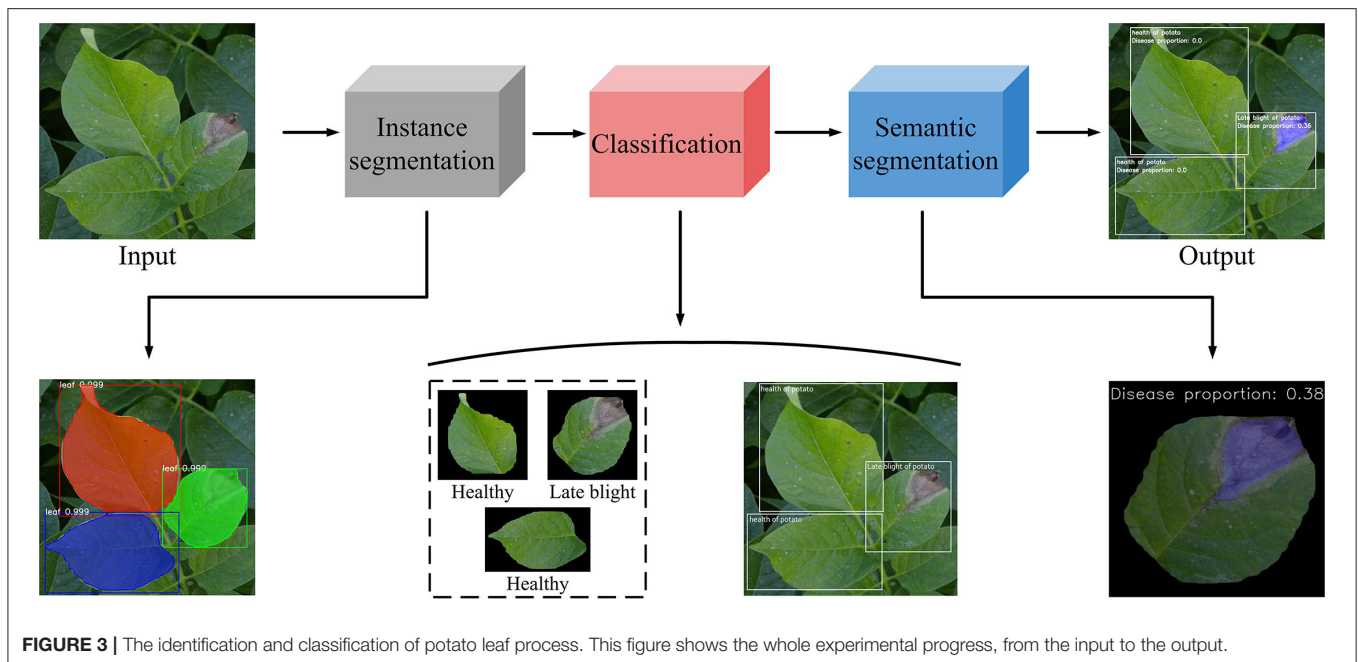 health of potato
Disease proportion: 0.0
Late blight of potato
Disease proportion: 0.36
health of potato
Disease proportion: 0.0
Instance
segmentation
Classification
Semantic
segmentation
Input
Output
leaf 0.999
leaf 0.999
leaf 0.999
Healthy
Late blight
Healthy
health of potato
Late blight of potato
health of potato
Disease proportion: 0.38
FIGURE 3 | The identification and classification of potato leaf process. This figure shows the whole experimental progress, from the input to the output.